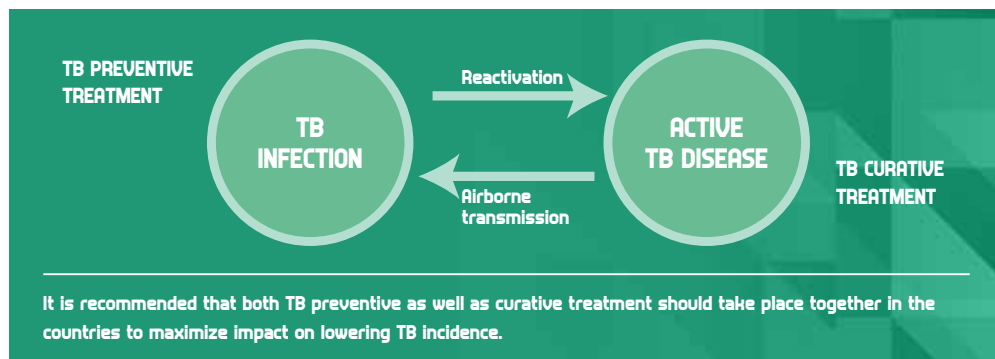 TB PREVENTIVE
TREATMENT
TB
INFECTION
Reactivation
Airborne
transmission
ACTIVE
TB DISEASE
TB CURATIVE
TREATMENT
It is recommended that both TB preventive as well as curative treatment should take place together in the
countries to maximize impact on lowering TB incidence.